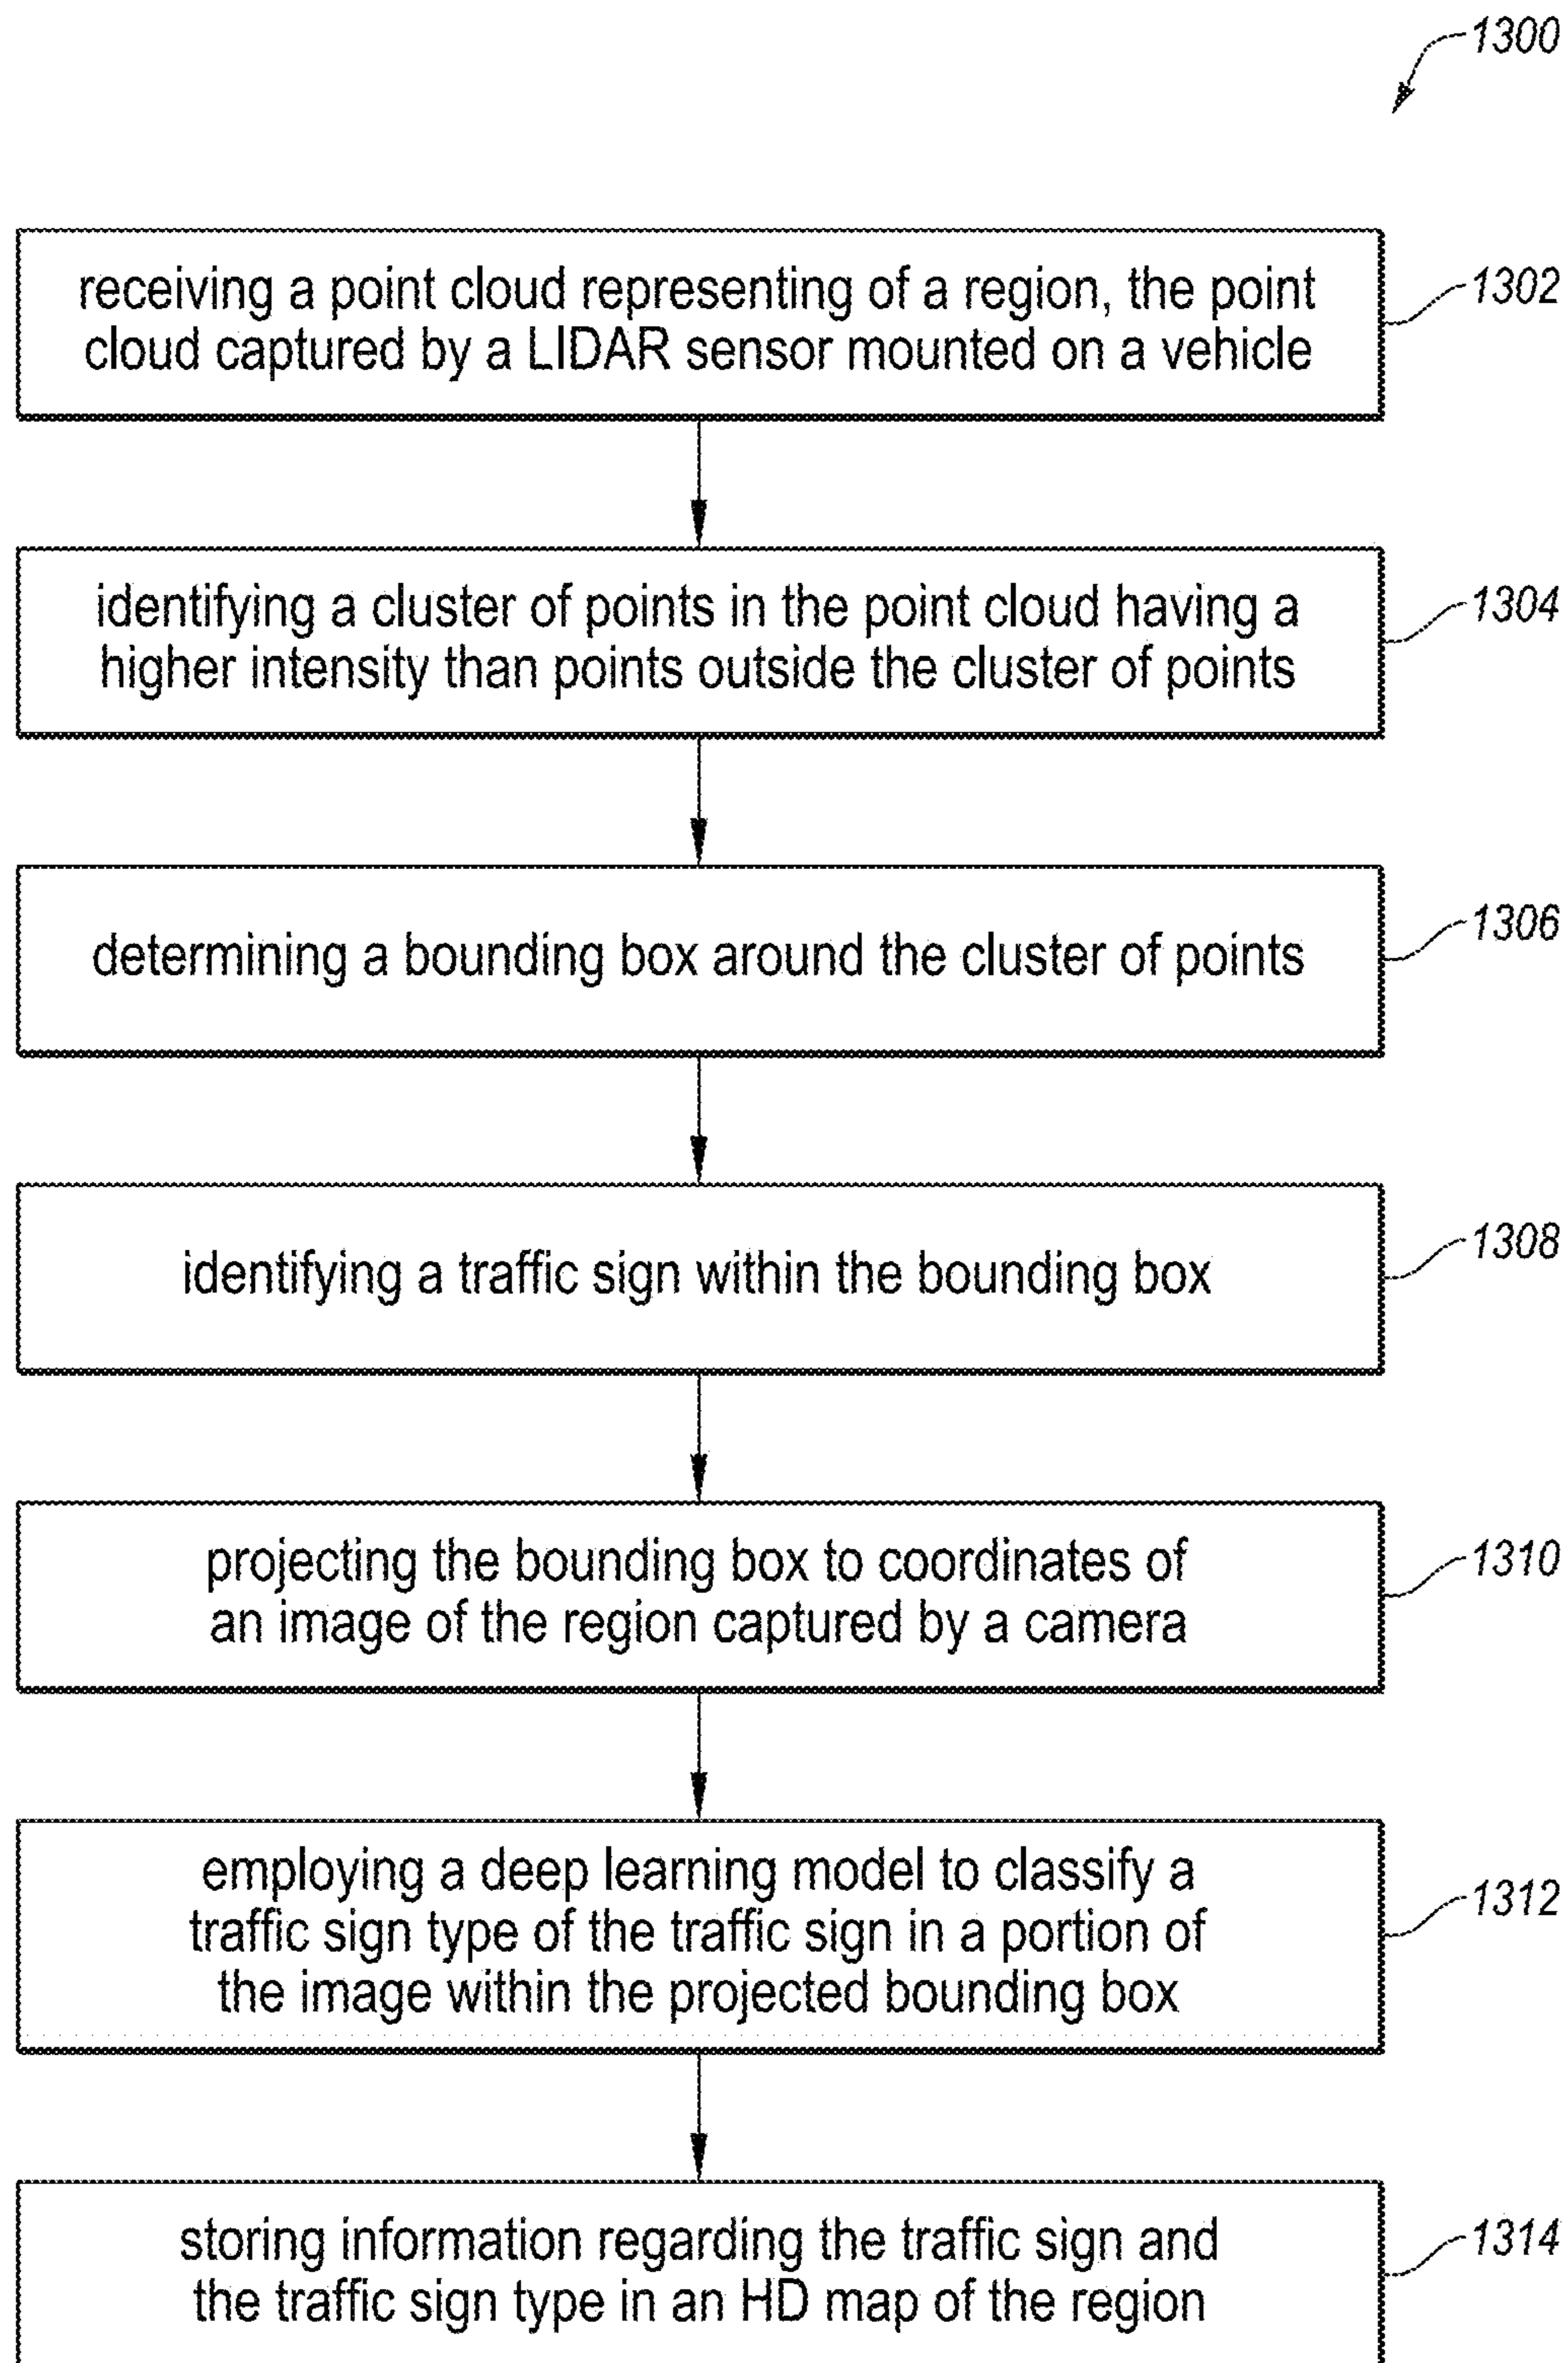 1300
receiving a point cloud representing of a region, the point
cloud captured by a LIDAR sensor mounted on a vehicle
1302
identifying a cluster of points in the point cloud having a
higher intensity than points outside the cluster of points
1304
determining a bounding box around the cluster of points
1306
identifying a traffic sign within the bounding box
1308
projecting the bounding box to coordinates of
an image of the region captured by a camera
1310
employing a deep learning model to classify a
traffic sign type of the traffic sign in a portion of
the image within the projected bounding box
1312
storing information regarding the traffic sign and
the traffic sign type in an HD map of the region
1314